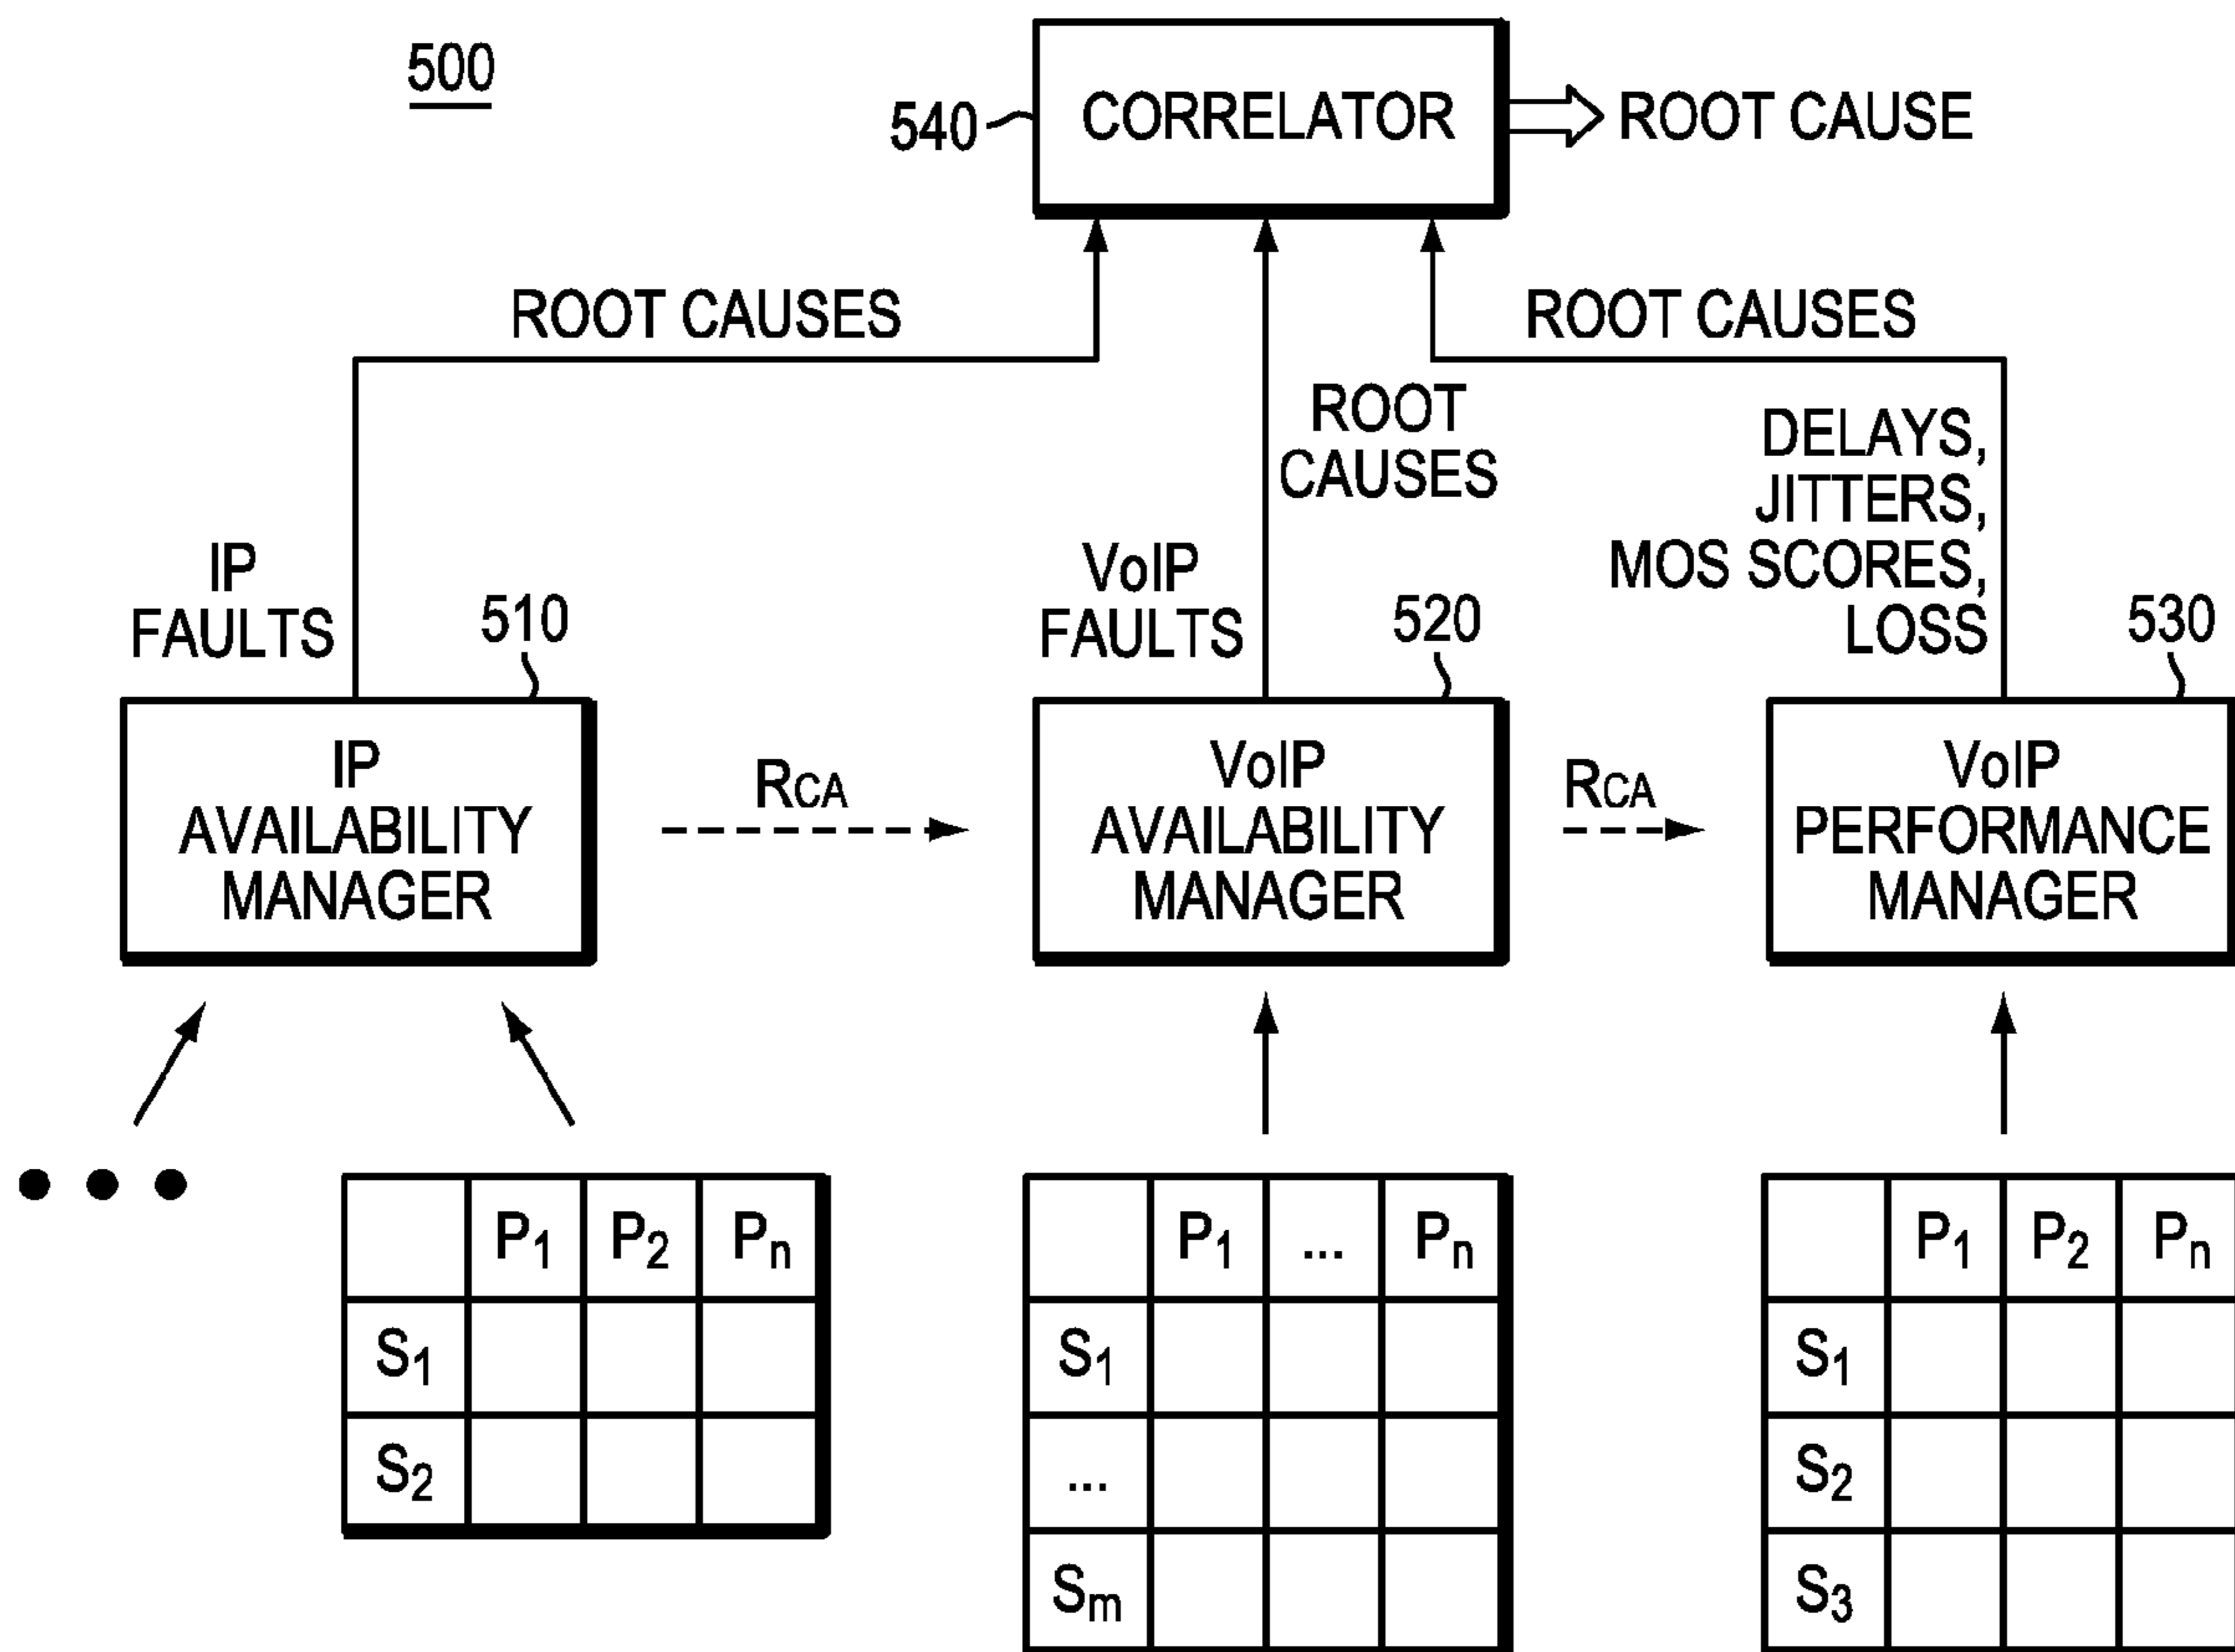 500
540
CORRELATOR
ROOT CAUSE
ROOT CAUSES
ROOT CAUSES
ROOT
CAUSES
DELAYS,
JITTERS,
MOS SCORES,
LOSS
IP
FAULTS
510
VoIP
FAULTS
520
530
IP
AVAILABILITY
MANAGER
RCA
VoIP
AVAILABILITY
MANAGER
RCA
VoIP
PERFORMANCE
MANAGER
P1 P2 Pn
S1
S2
P1 ... Pn
S1
...
Sm
P1 P2 Pn
S1
S2
S3